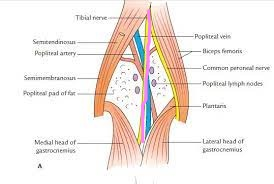 Tibial nerve
Popliteal vein
Semitendinosus
Biceps femoris
Popliteal artery
Common peroneal nerve
Semimembranosus
Popliteal lymph nodes
Popliteal pad of fat
Plantaris
Medial head of
gastrocnemius
Lateral head of
gastrocnemius
A